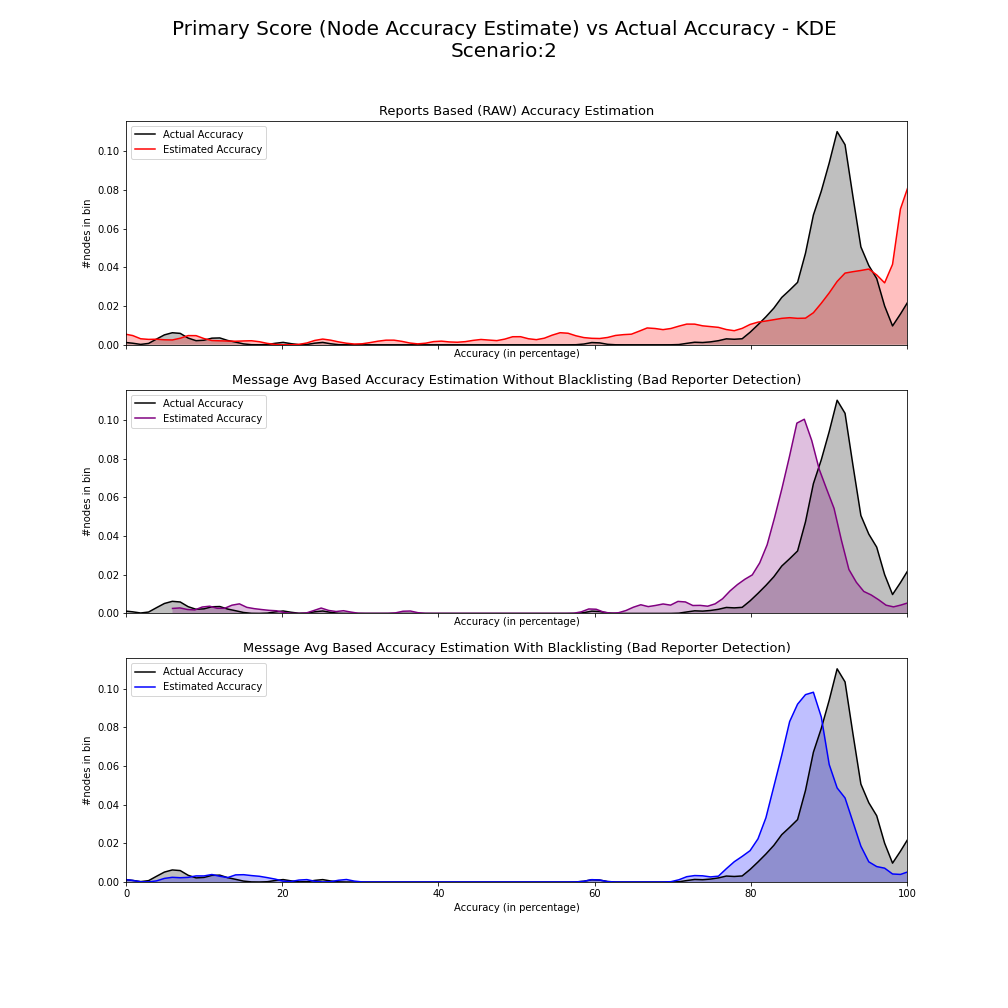 Primary Score (Node Accuracy Estimate) vs Actual Accuracy - KDE
Scenario:2
Reports Based (RAW) Accuracy Estimation
Actual Accuracy
Estimated Accuracy
#nodes in bin
0.10
0.08
0.06
0.04
0.02
0.00
Accuracy (in percentage)
Message Avg Based Accuracy Estimation Without Blacklisting (Bad Reporter Detection)
Actual Accuracy
Estimated Accuracy
#nodes in bin
0.10
0.08
0.06
0.04
0.02
0.00
Accuracy (in percentage)
Message Avg Based Accuracy Estimation With Blacklisting (Bad Reporter Detection)
Actual Accuracy
Estimated Accuracy
#nodes in bin
0.10
0.08
0.06
0.04
0.02
0.00
0 20 40 60 80 100
Accuracy (in percentage)